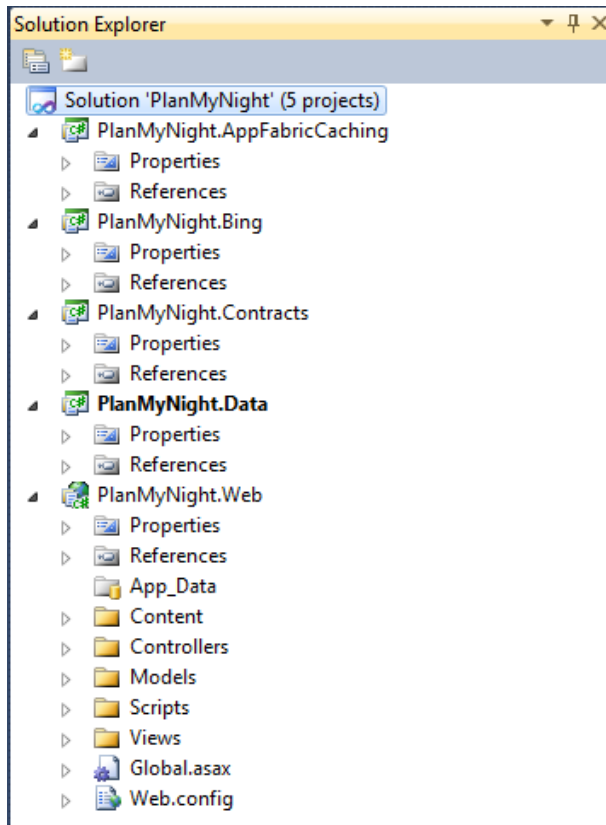 Solution Explorer
Solution 'PlanMyNight' (5 projects)
PlanMyNight.AppFabricCaching
Properties
References
PlanMyNight.Bing
Properties
References
PlanMyNight.Contracts
Properties
References
PlanMyNight.Data
Properties
References
PlanMyNight.Web
Properties
References
App_Data
Content
Controllers
Models
Scripts
Views
Global.asax
Web.config